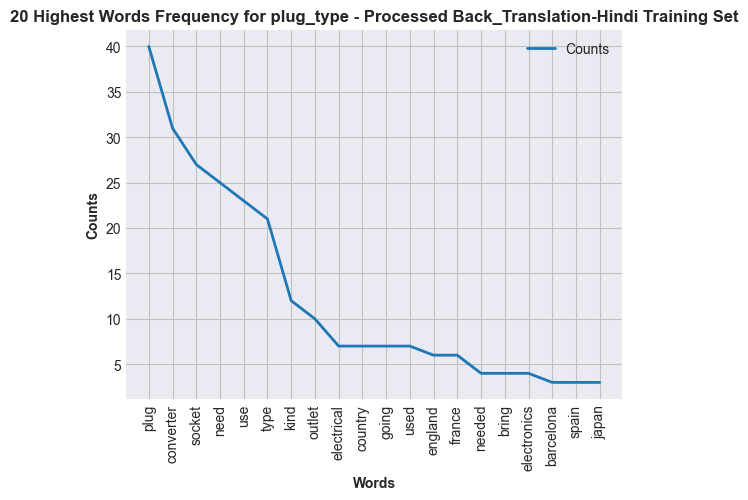 20 Highest Words Frequency for plug_type - Processed Back_Translation-Hindi Training Set
Counts
40
35
30
25
20
15
10
5
Counts
plug
converter
socket
need
use
type
kind
outlet
electrical
country
going
used
england
france
needed
bring
electronics
barcelona
spain
japan
Words